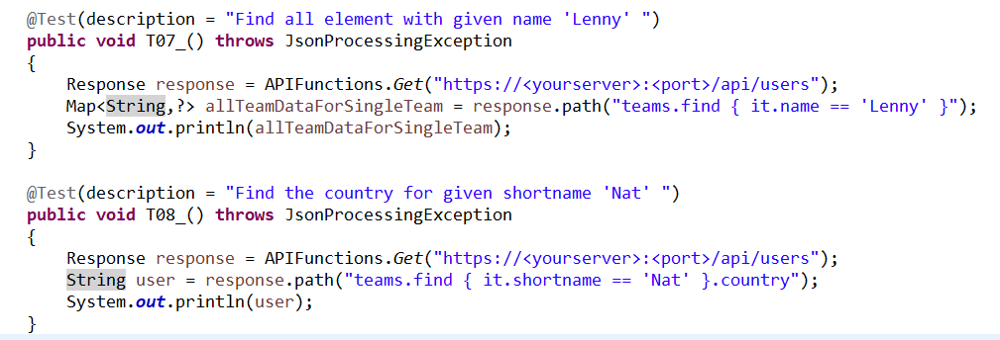 @Test(description = "Find all element with given name 'Lenny' ")
public void T07_() throws JsonProcessingException
{
Response response = APIFunctions.Get("https://<yourserver>:<port>/api/users");
Map<String,?> allTeamDataForSingleTeam = response.path("teams.find { it.name == 'Lenny' }");
System.out.println(allTeamDataForSingleTeam);
}
@Test(description = "Find the country for given shortname 'Nat' ")
public void T08_() throws JsonProcessingException
{
Response response = APIFunctions.Get("https://<yourserver>:<port>/api/users");
String user = response.path("teams.find { it.shortname == 'Nat' }.country");
System.out.println(user);
}